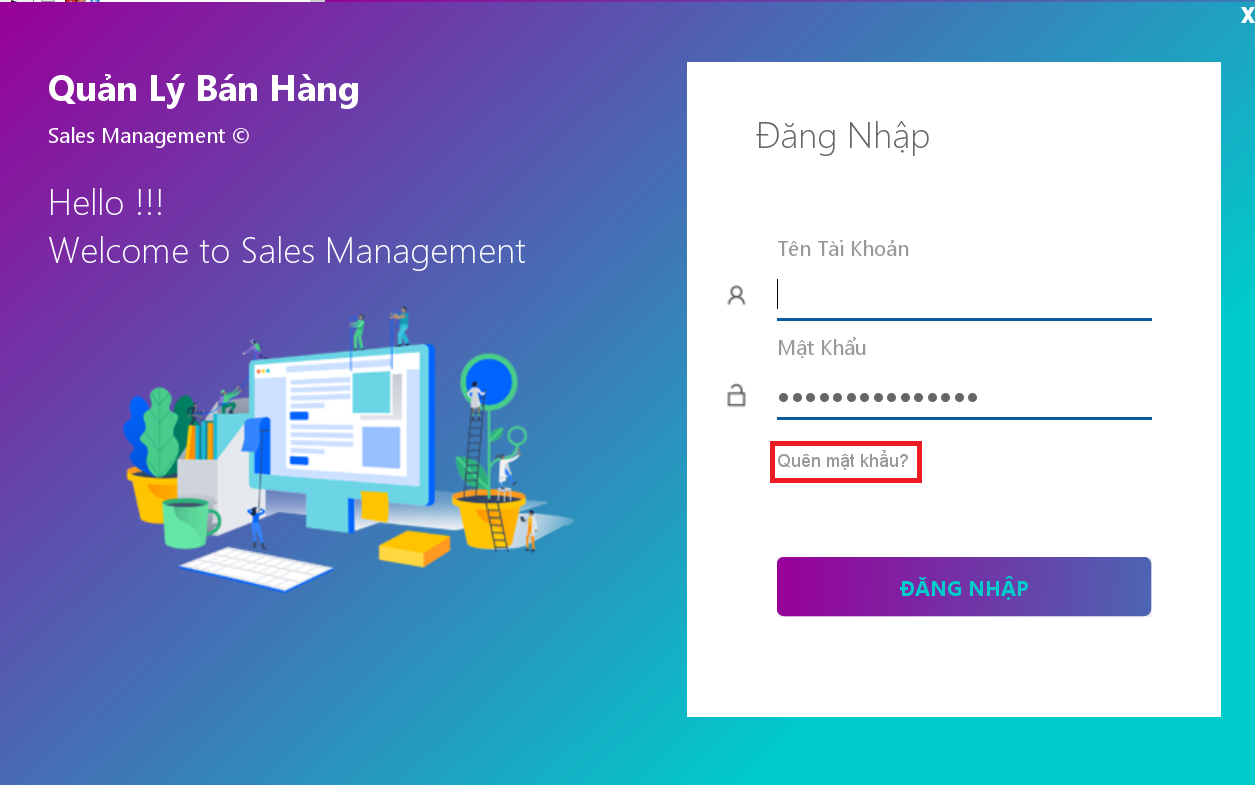 X
Quản Lý Bán Hàng
Sales Management ©
Hello !!!
Welcome to Sales Management
Đăng Nhập
Tên Tài Khoản
Mật Khẩu
Quên mật khẩu?
ĐĂNG NHẬP